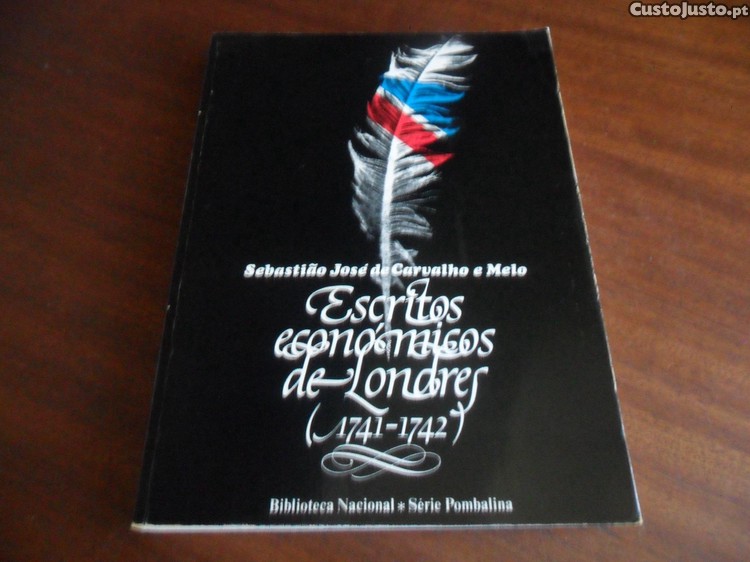 CustoJusto.pt
Sebastião José de Carvalho e Melo
Escritos
económicos
de Londres
(1741-1742)
Biblioteca Nacional * Série Pombalina